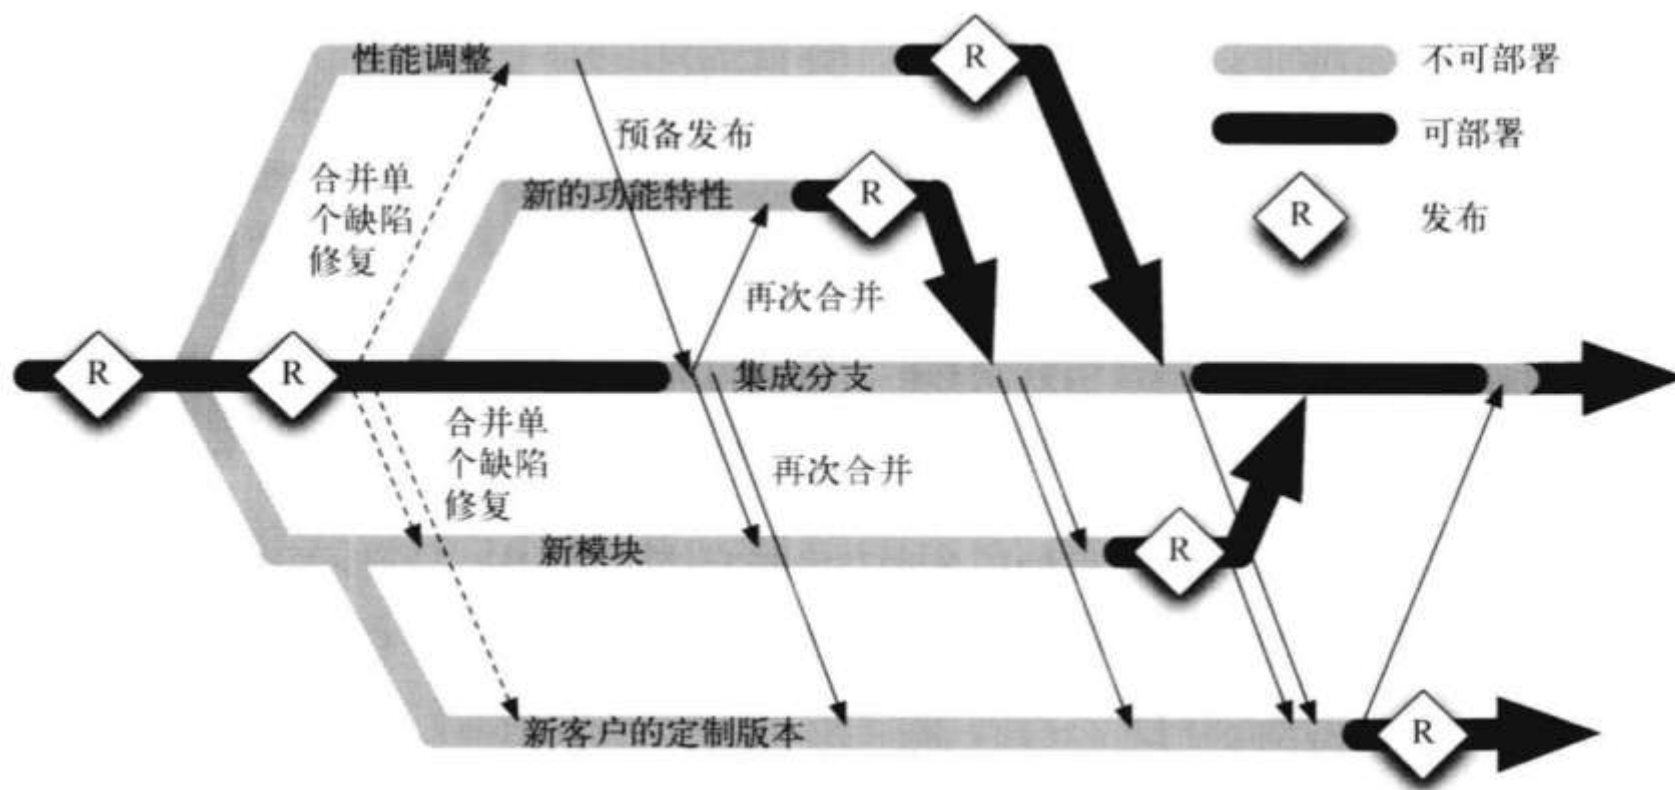 性能调整
R
不可部署
预备发布
可部署
合并单
个缺陷
修复
新的功能特性
R
R
发布
再次合并
R
R
集成分支
合并单
个缺陷
修复
再次合并
新模块
R
新客户的定制版本
R